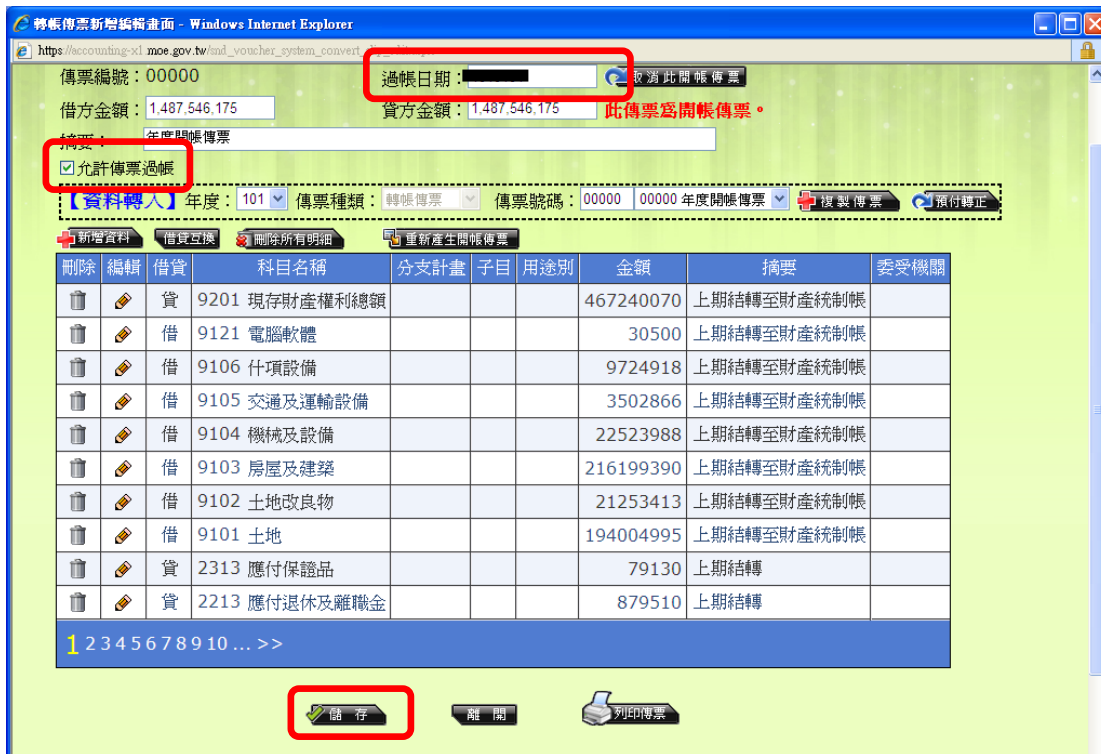 轉帳傳票新增編輯畫面 - Windows Internet Explorer
https://accounting-x1.moe.gov.tw/md_voucher_system_convert
傳票編號：00000 過帳日期： 取消此開帳傳票
借方金額：1,487,546,175 貸方金額：1,487,546,175 此傳票為開帳傳票。
摘要： 年度開帳傳票
允許傳票過帳
【資料轉入】年度：101 傳票種類：轉帳傳票 傳票號碼：00000 00000 年度開帳傳票 複製傳票 預付轉正
新增資料 借貸互換 刪除所有明細 重新產生開帳傳票
刪除 編輯 借貸 科目名稱 分支計畫 子目 用途別 金額 摘要 委受機關
貸 9201 現存財產權利總額 467240070 上期結轉至財產統制帳
借 9121 電腦軟體 30500 上期結轉至財產統制帳
借 9106 什項設備 9724918 上期結轉至財產統制帳
借 9105 交通及運輸設備 3502866 上期結轉至財產統制帳
借 9104 機械及設備 22523988 上期結轉至財產統制帳
借 9103 房屋及建築 216199390 上期結轉至財產統制帳
借 9102 土地改良物 21253413 上期結轉至財產統制帳
借 9101 土地 194004995 上期結轉至財產統制帳
貸 2313 應付保證品 79130 上期結轉
貸 2213 應付退休及離職金 879510 上期結轉
1 2 3 4 5 6 7 8 9 10 ... >>
儲存 離開 列印傳票